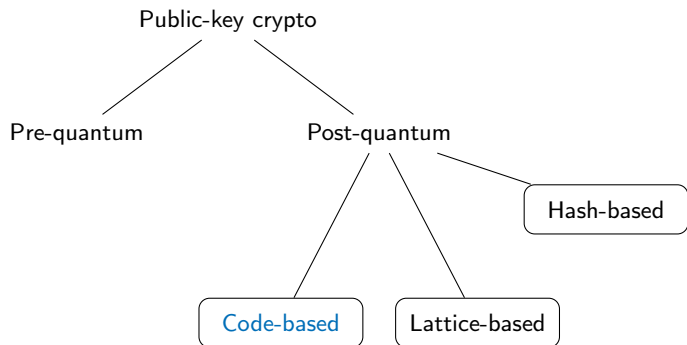 Public-key crypto
Pre-quantum
Post-quantum
Hash-based
Code-based
Lattice-based